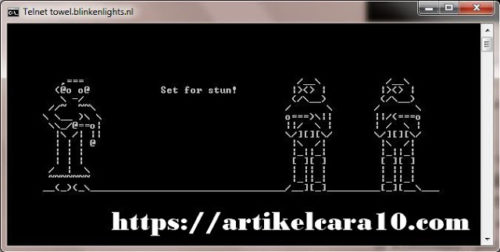 Telnet towel.blinkenlights.nl
Set for stun!
https://artikelcara10.com